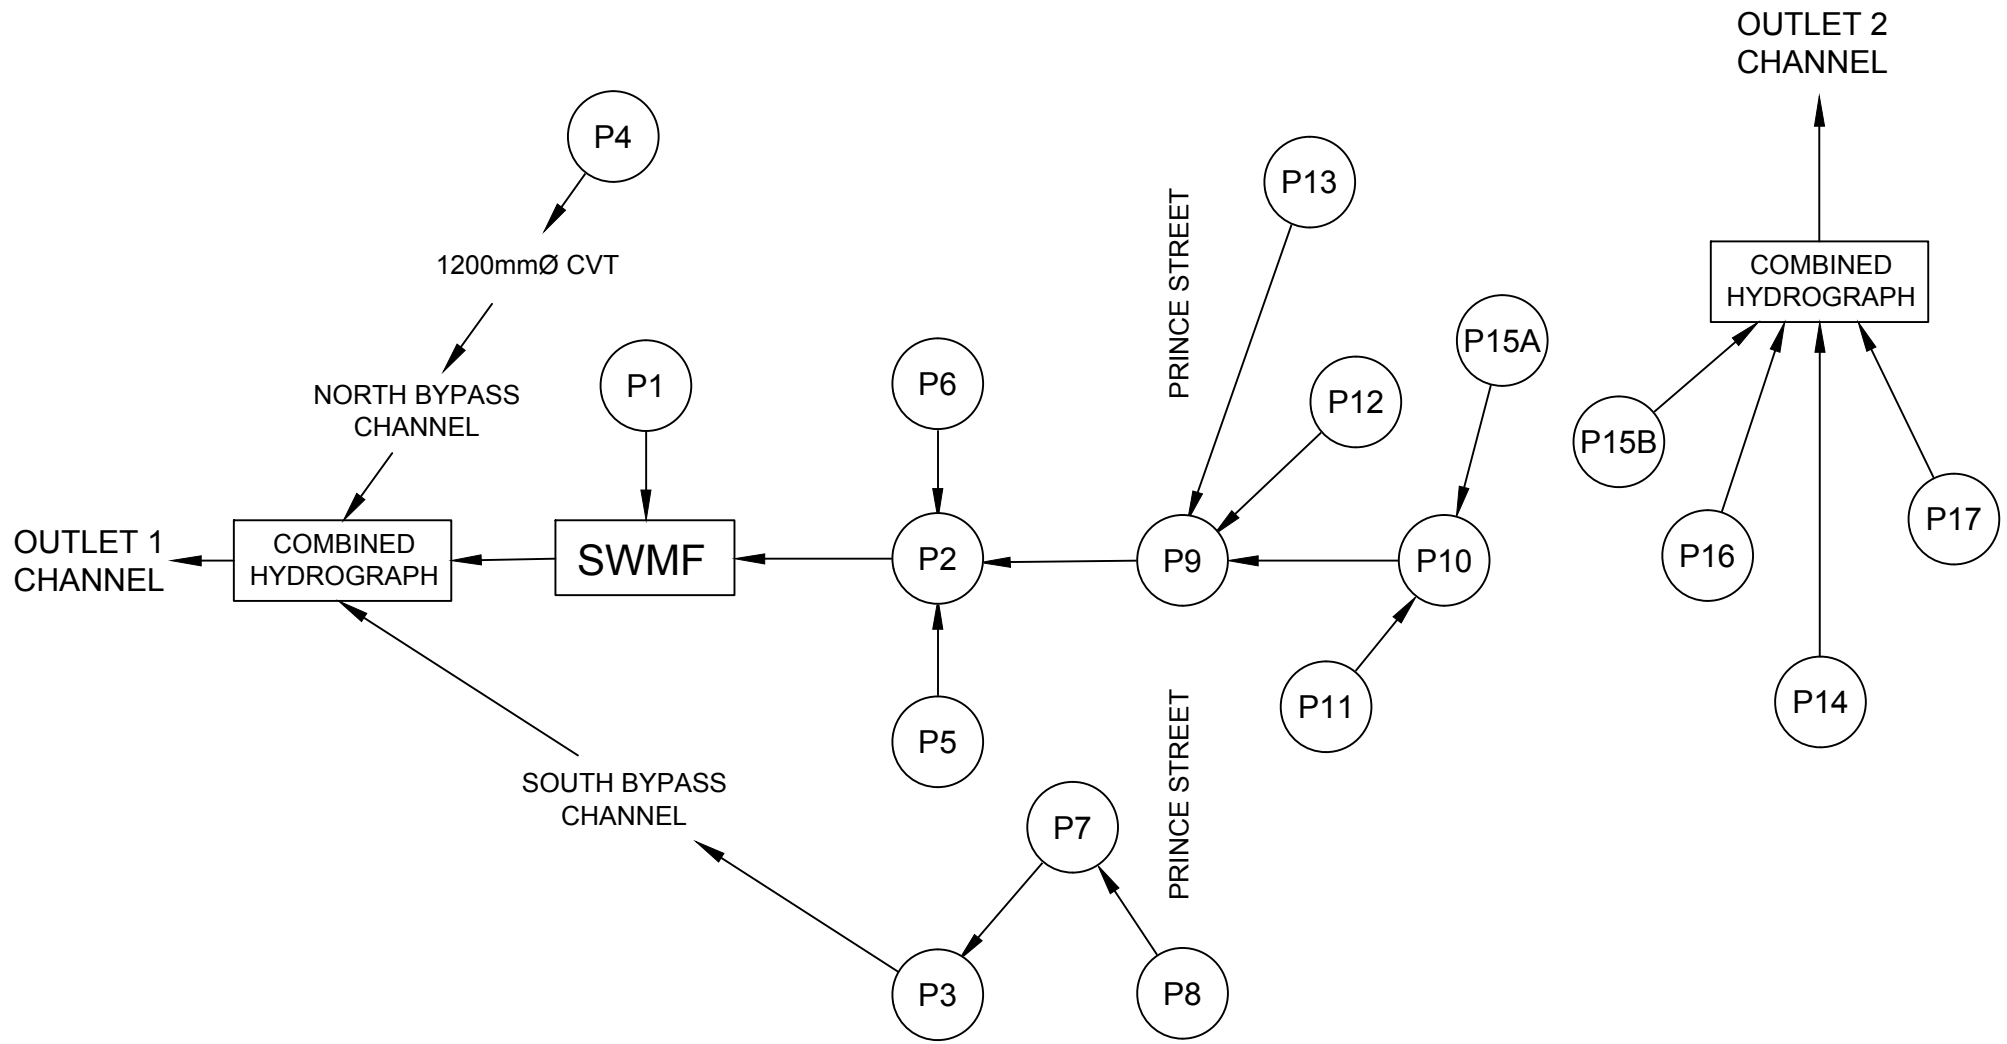 OUTLET 2
CHANNEL
P4
P13
PRINCE STREET
1200mmØ CVT
COMBINED
HYDROGRAPH
P15A
NORTH BYPASS
CHANNEL
P1
P6
P12
P15B
OUTLET 1
CHANNEL
COMBINED
HYDROGRAPH
SWMF
P2
P9
P10
P16
P17
P5
P11
P14
SOUTH BYPASS
CHANNEL
P7
PRINCE STREET
P3
P8